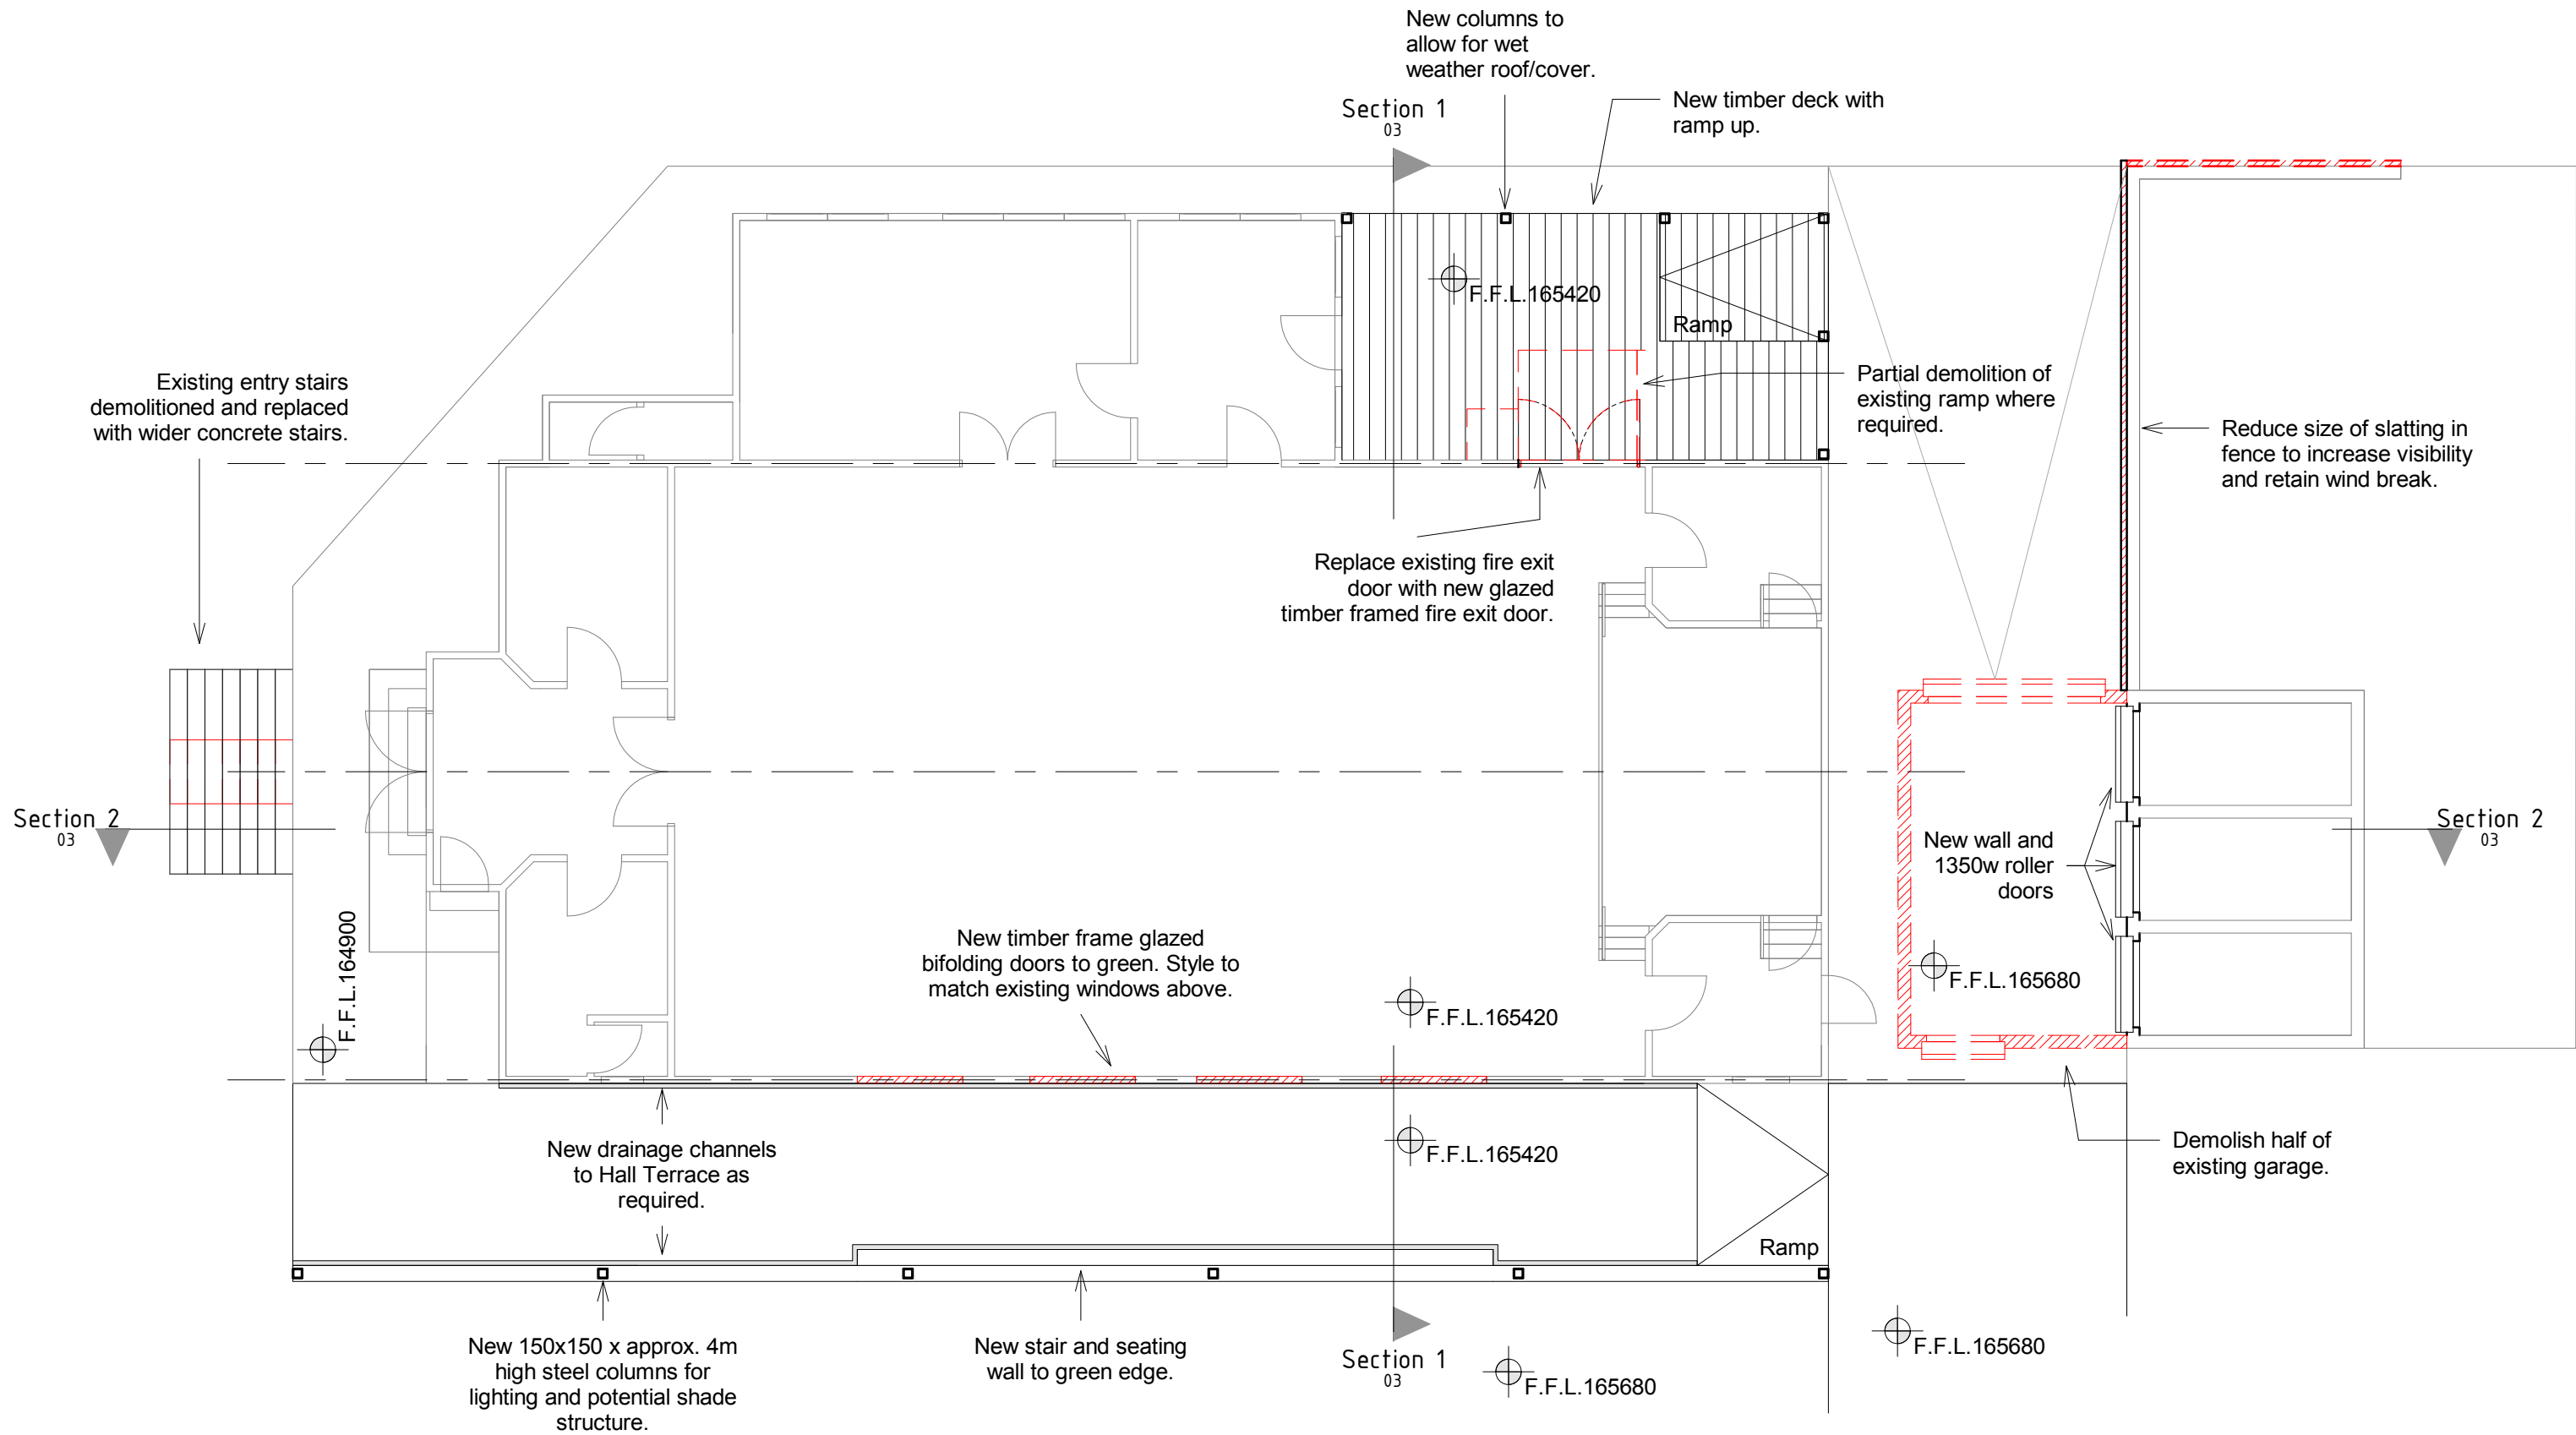 New columns to
allow for wet
weather roof/cover.
Section 1
03
New timber deck with
ramp up.
F.F.L.165420
Ramp
Existing entry stairs
demolitioned and replaced
with wider concrete stairs.
Partial demolition of
existing ramp where
required.
Reduce size of slatting in
fence to increase visibility
and retain wind break.
Replace existing fire exit
door with new glazed
timber framed fire exit door.
Section 2
03
Section 2
03
New wall and
1350w roller
doors
F.F.L.164900
New timber frame glazed
bifolding doors to green. Style to
match existing windows above.
F.F.L.165680
F.F.L.165420
New drainage channels
to Hall Terrace as
required.
F.F.L.165420
Demolish half of
existing garage.
Ramp
New 150x150 x approx. 4m
high steel columns for
lighting and potential shade
structure.
New stair and seating
wall to green edge.
Section 1
03
F.F.L.165680
F.F.L.165680